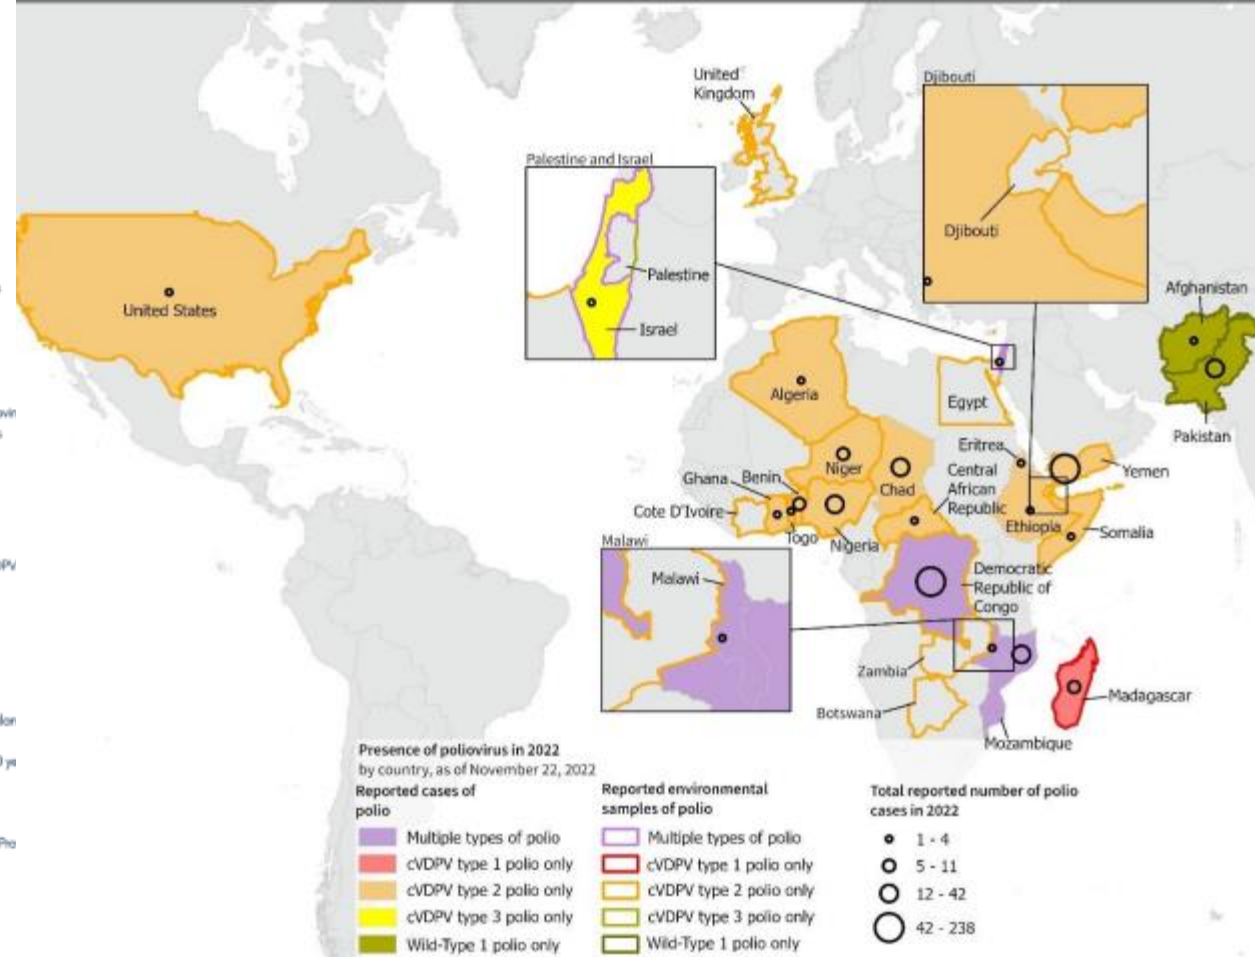 United
Kingdom
Djibouti
Palestine and Israel
Djibouti
Palestine
Israel
United States
Afghanistan
Pakistan
Algeria
Egypt
Eritrea
Yemen
Niger
Chad
Central
African
Republic
Ghana
Benin
Cote D'Ivoire
Togo
Nigeria
Ethiopia
Somalia
Malawi
Malawi
Democratic
Republic of
Congo
Zambia
Botswana
Madagascar
Mozambique
Presence of poliovirus in 2022
by country, as of November 22, 2022
Reported cases of
polio
Multiple types of polio
cVDPV type 1 polio only
cVDPV type 2 polio only
cVDPV type 3 polio only
Wild-Type 1 polio only
Reported environmental
samples of polio
Multiple types of polio
cVDPV type 1 polio only
cVDPV type 2 polio only
cVDPV type 3 polio only
Wild-Type 1 polio only
Total reported number of polio
cases in 2022
1 - 4
5 - 11
12 - 42
42 - 238